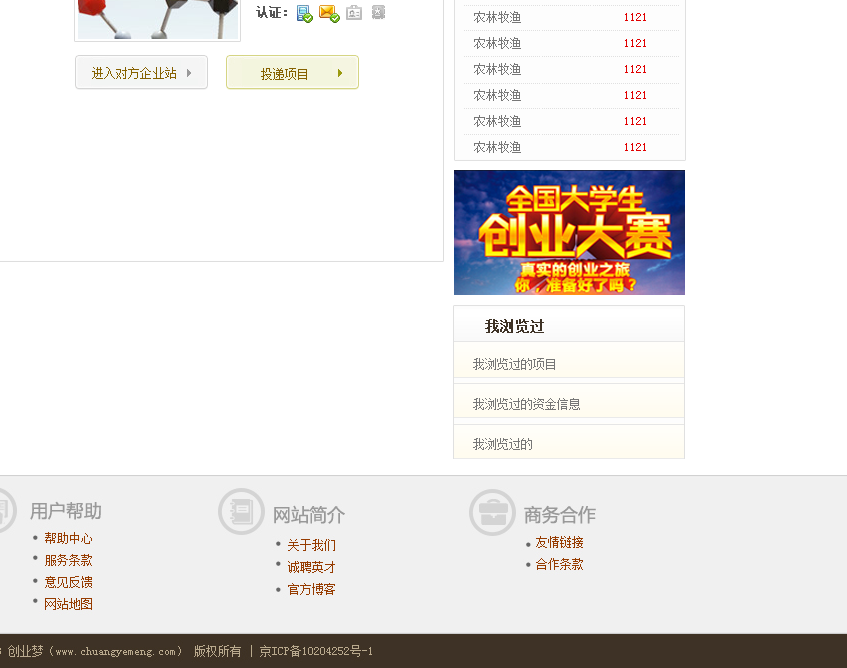 认证：
进入对方企业站
投递项目
农林牧渔 1121
农林牧渔 1121
农林牧渔 1121
农林牧渔 1121
农林牧渔 1121
农林牧渔 1121
全国大学生
创业大赛
真实的创业之旅
你，准备好了吗？
我浏览过
我浏览过的项目
我浏览过的资金信息
我浏览过的
用户帮助
帮助中心
服务条款
意见反馈
网站地图
网站简介
关于我们
诚聘英才
官方博客
商务合作
友情链接
合作条款
创业梦（www.chuangyemeng.com） 版权所有 | 京ICP备10204252号-1